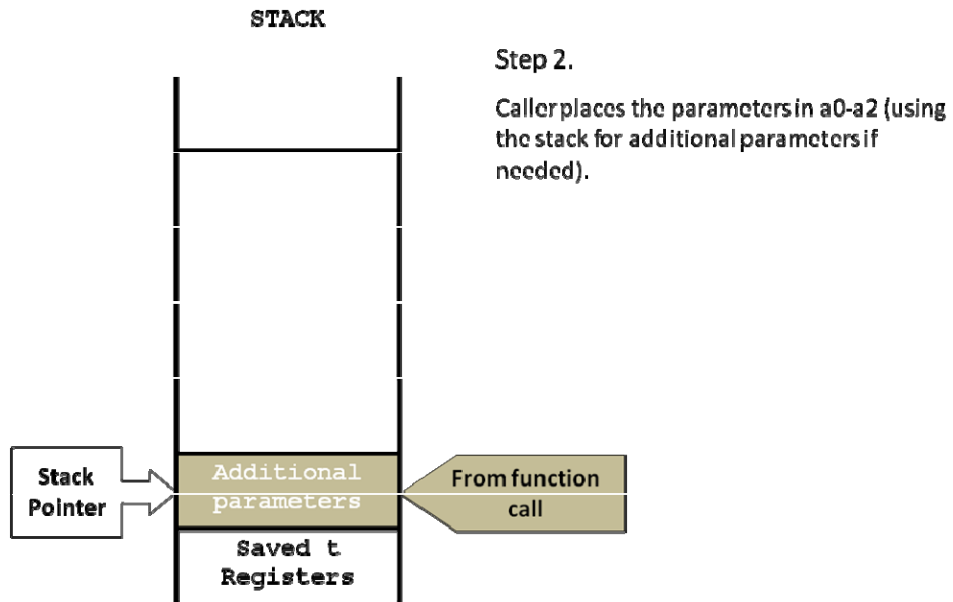 STACK
Step 2.
Caller places the parameters in a0-a2 (using
the stack for additional parameters if
needed).
Stack
Pointer
Additional
parameters
From function
call
Saved t
Registers